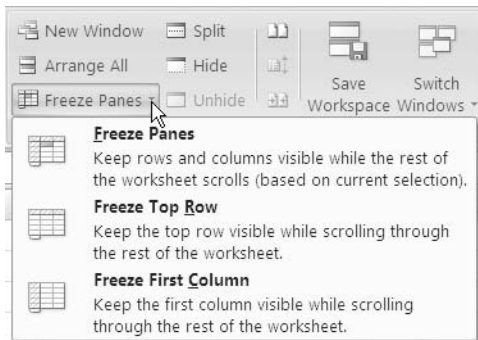 New Window Split
Arrange All Hide
Freeze Panes Unhide
Save Switch
Workspace Windows
Freeze Panes
Keep rows and columns visible while the rest of
the worksheet scrolls (based on current selection).
Freeze Top Row
Keep the top row visible while scrolling through
the rest of the worksheet.
Freeze First Column
Keep the first column visible while scrolling
through the rest of the worksheet.